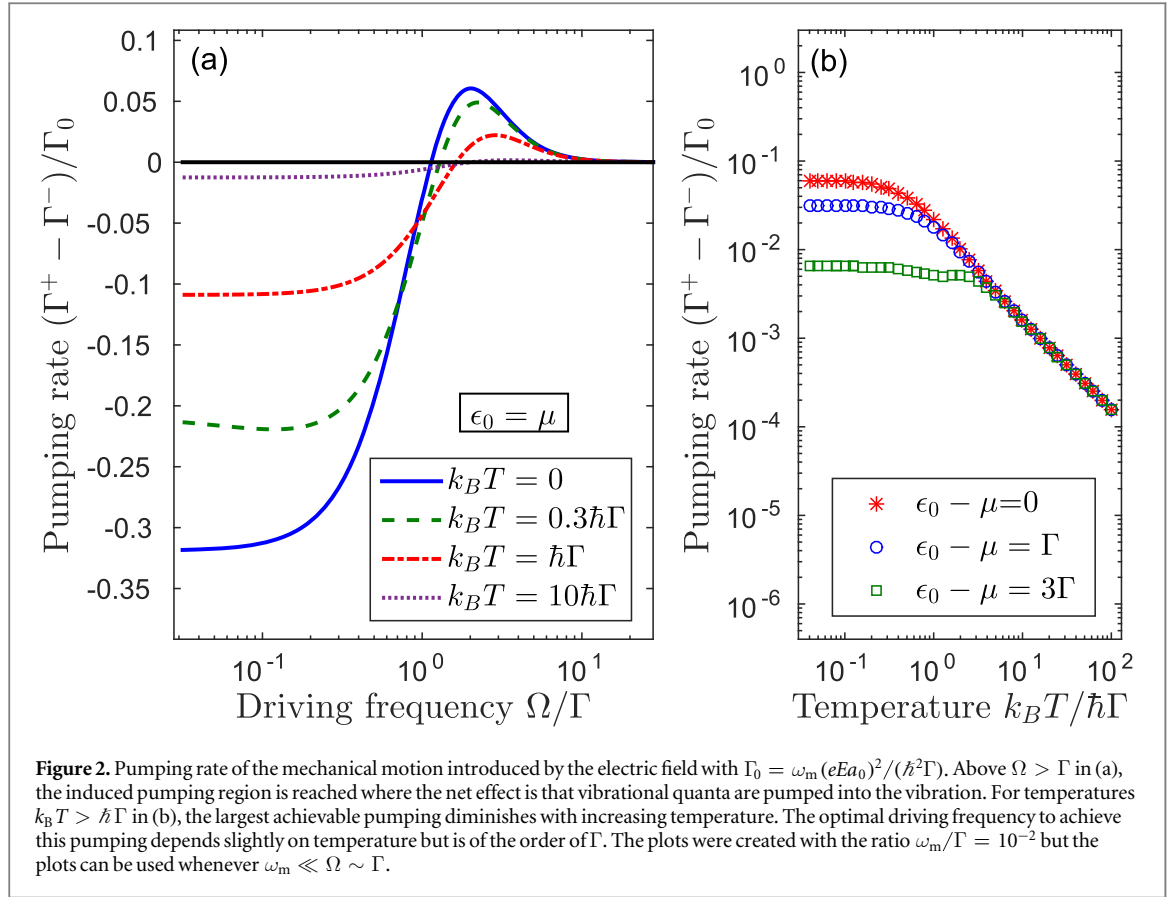 (a)
0.1
0.05
0
-0.05
-0.1
-0.15
-0.2
-0.25
-0.3
-0.35
Pumping rate (Γ⁺ − Γ⁻)/Γ₀
ϵ₀ = μ
k_BT = 0
k_BT = 0.3ℏΓ
k_BT = ℏΓ
k_BT = 10ℏΓ
10⁻¹ 10⁰ 10¹
Driving frequency Ω/Γ
(b)
10⁰
10⁻¹
10⁻²
10⁻³
10⁻⁴
10⁻⁵
10⁻⁶
Pumping rate (Γ⁺ − Γ⁻)/Γ₀
ϵ₀ − μ=0
ϵ₀ − μ = Γ
ϵ₀ − μ = 3Γ
10⁻¹ 10⁰ 10¹ 10²
Temperature k_BT/ℏΓ
Figure 2. Pumping rate of the mechanical motion introduced by the electric field with Γ₀ = ω_m(eEa₀)²/(ℏ²Γ). Above Ω > Γ in (a),
the induced pumping region is reached where the net effect is that vibrational quanta are pumped into the vibration. For temperatures
k_BT > ℏΓ in (b), the largest achievable pumping diminishes with increasing temperature. The optimal driving frequency to achieve
this pumping depends slightly on temperature but is of the order of Γ. The plots were created with the ratio ω_m/Γ = 10⁻² but the
plots can be used whenever ω_m ≪ Ω ∼ Γ.